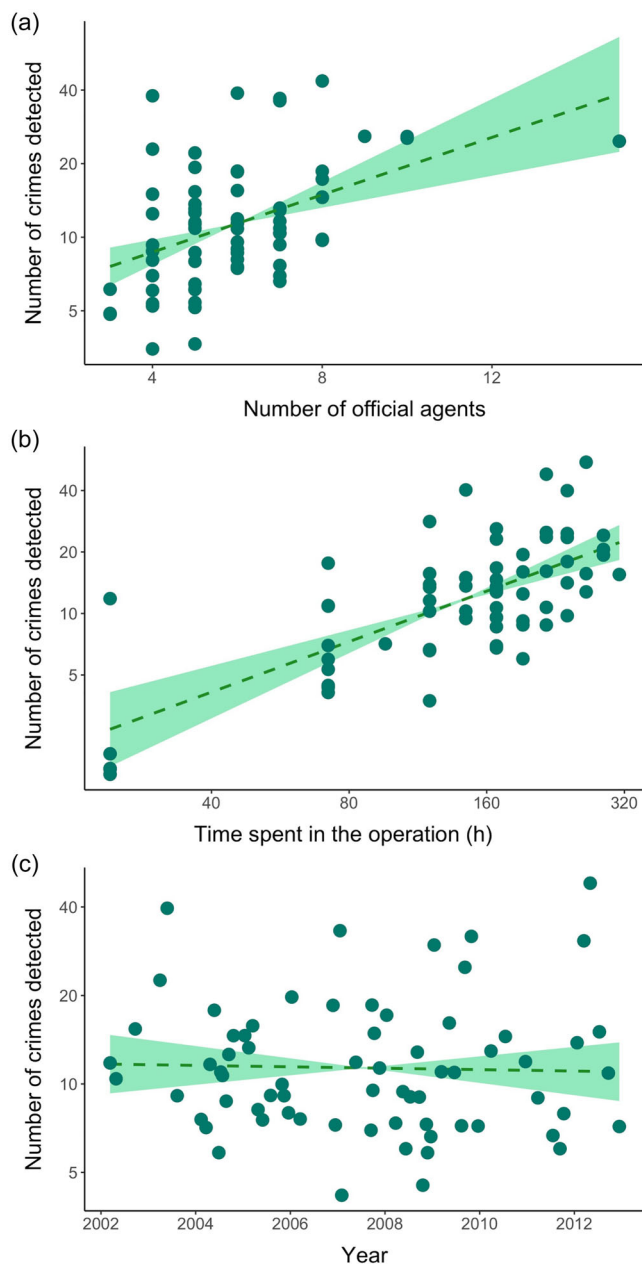 (a)
Number of crimes detected
40
20
10
5
4 8 12
Number of official agents
(b)
Number of crimes detected
40
20
10
5
40 80 160 320
Time spent in the operation (h)
(c)
Number of crimes detected
40
20
10
5
2002 2004 2006 2008 2010 2012
Year